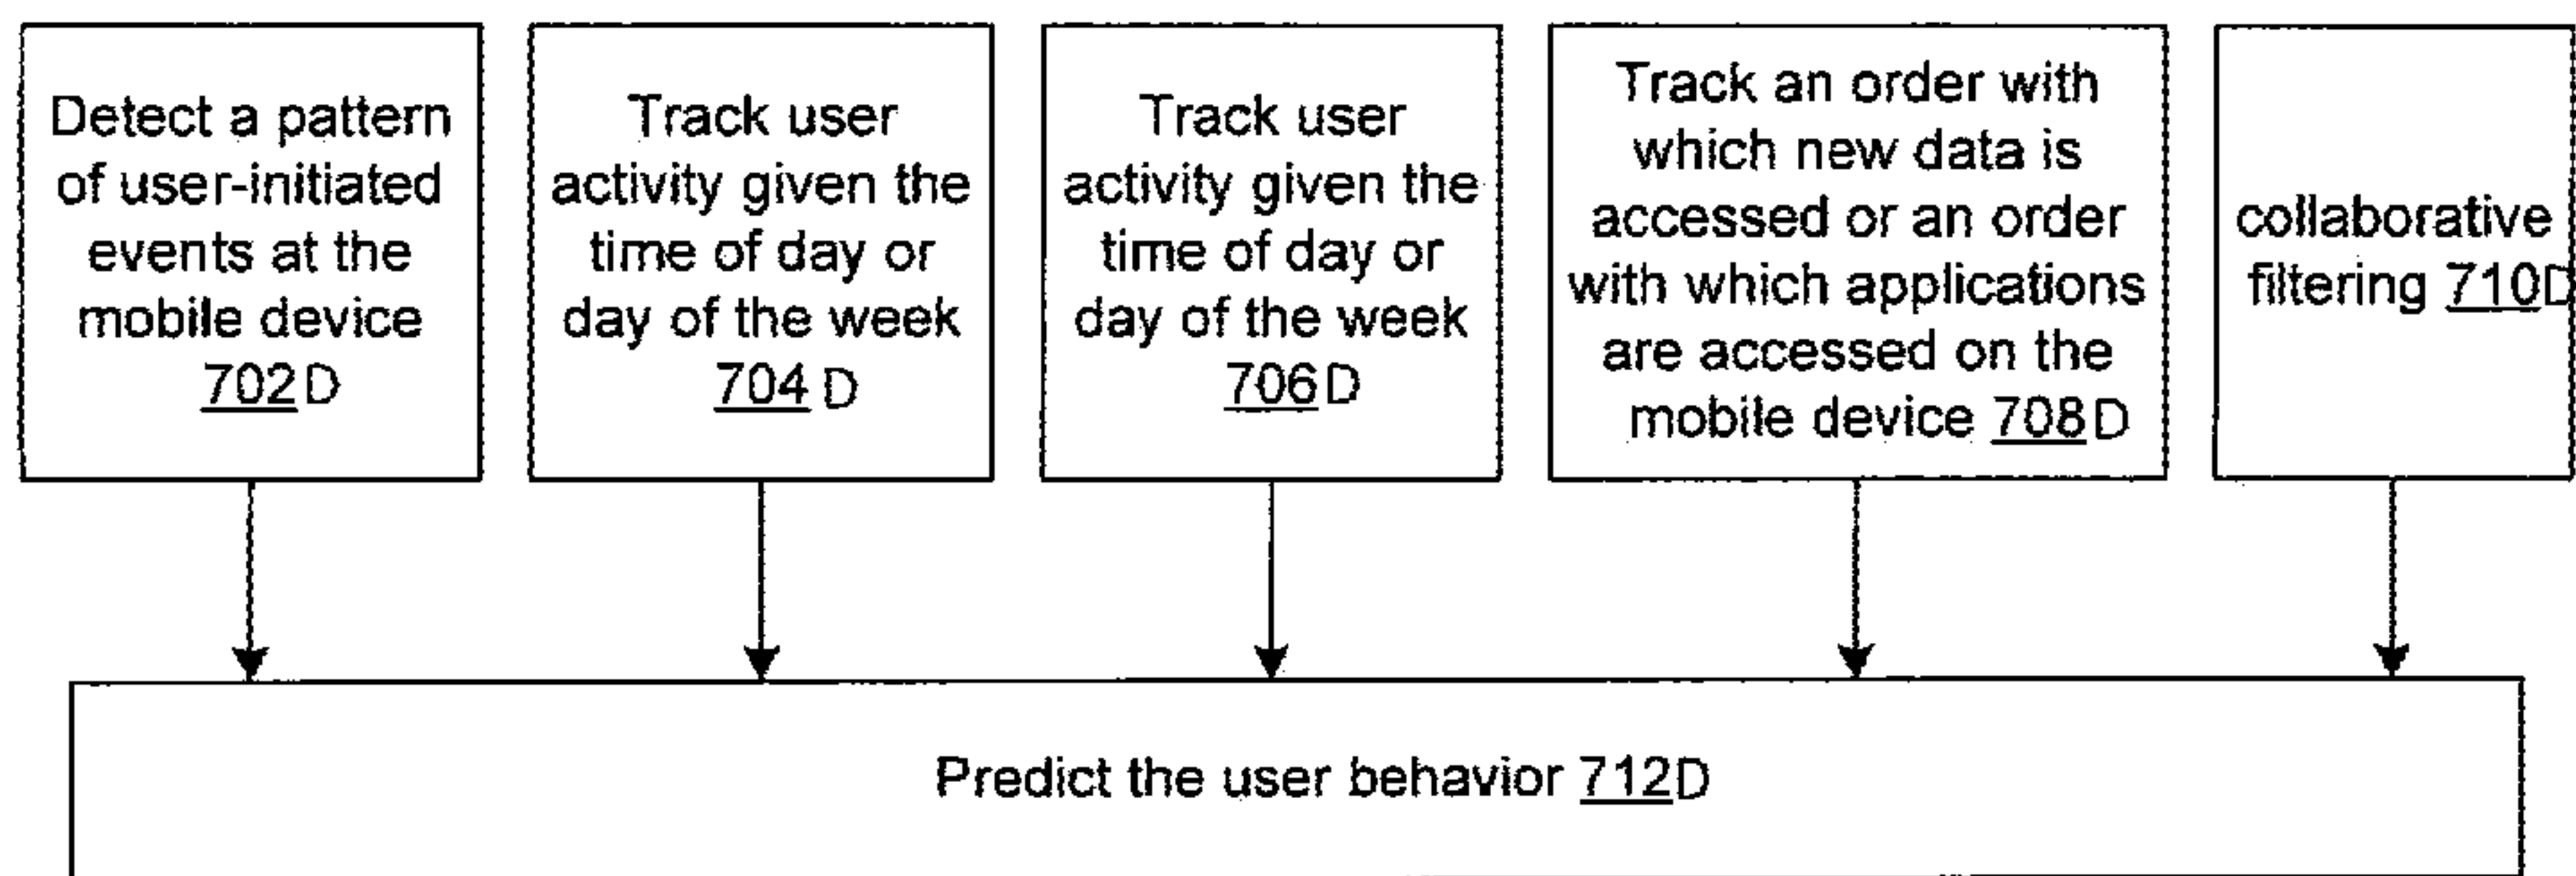 Detect a pattern
of user-initiated
events at the
mobile device
702D
Track user
activity given the
time of day or
day of the week
704 D
Track user
activity given the
time of day or
day of the week
706D
Track an order with
which new data is
accessed or an order
with which applications
are accessed on the
mobile device 708D
collaborative
filtering 710D
Predict the user behavior 712D